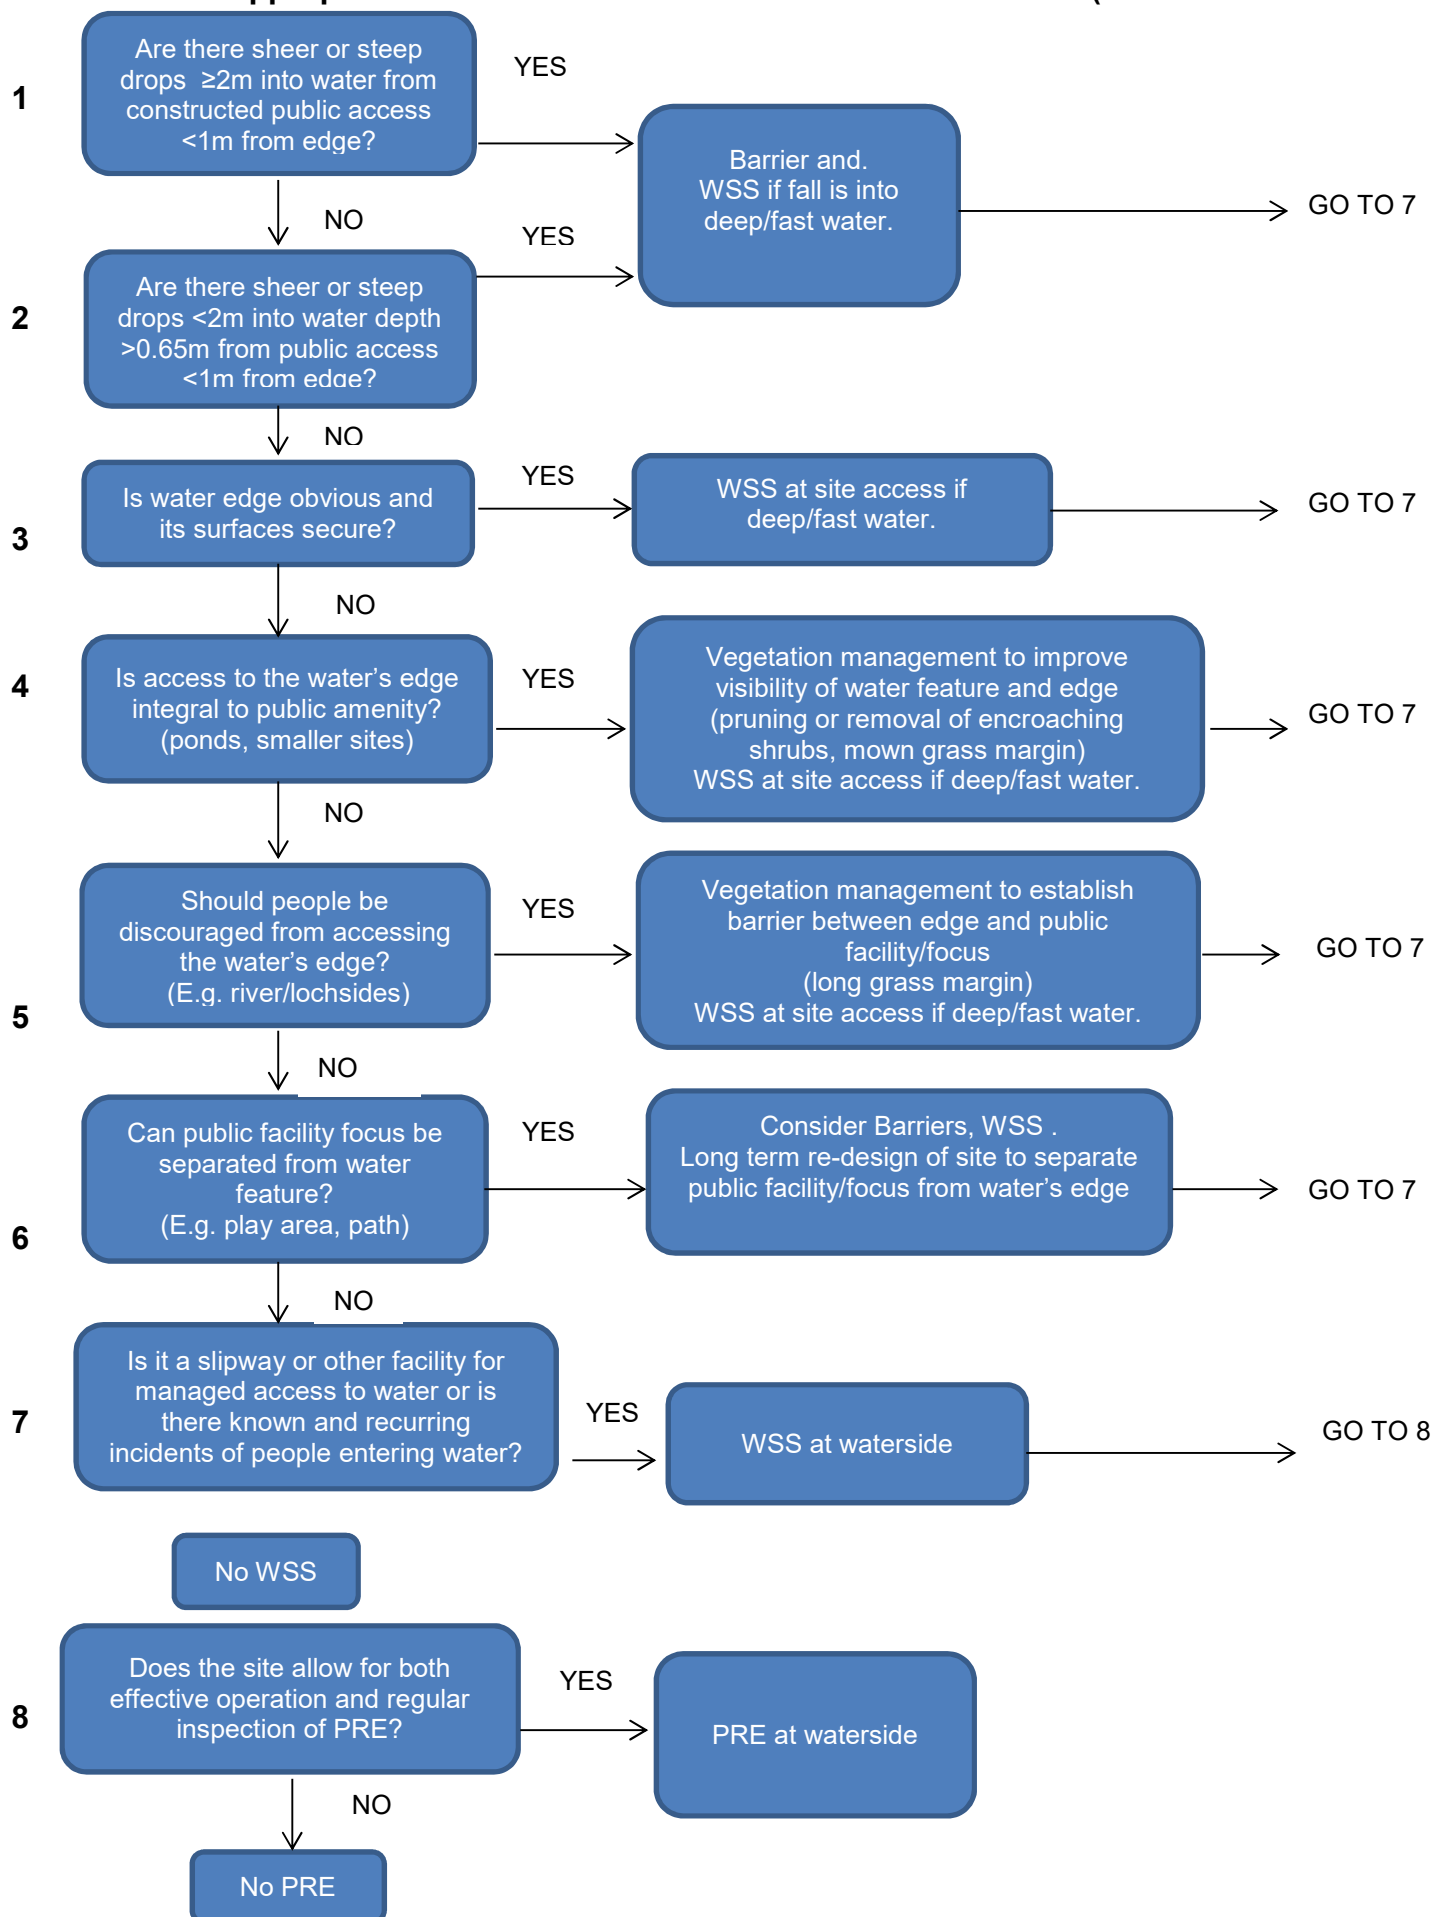 1
Are there sheer or steep
drops ≥2m into water from
constructed public access
<1m from edge?
YES
Barrier and.
WSS if fall is into
deep/fast water.
GO TO 7
NO
2
Are there sheer or steep
drops <2m into water depth
>0.65m from public access
<1m from edge?
YES
NO
3
Is water edge obvious and
its surfaces secure?
YES
WSS at site access if
deep/fast water.
GO TO 7
NO
4
Is access to the water’s edge
integral to public amenity?
(ponds, smaller sites)
YES
Vegetation management to improve
visibility of water feature and edge
(pruning or removal of encroaching
shrubs, mown grass margin)
WSS at site access if deep/fast water.
GO TO 7
NO
5
Should people be
discouraged from accessing
the water’s edge?
(E.g. river/lochsides)
YES
Vegetation management to establish
barrier between edge and public
facility/focus
(long grass margin)
WSS at site access if deep/fast water.
GO TO 7
NO
6
Can public facility focus be
separated from water
feature?
(E.g. play area, path)
YES
Consider Barriers, WSS .
Long term re-design of site to separate
public facility/focus from water’s edge
GO TO 7
NO
7
Is it a slipway or other facility for
managed access to water or is
there known and recurring
incidents of people entering water?
YES
WSS at waterside
GO TO 8
No WSS
8
Does the site allow for both
effective operation and regular
inspection of PRE?
YES
PRE at waterside
NO
No PRE